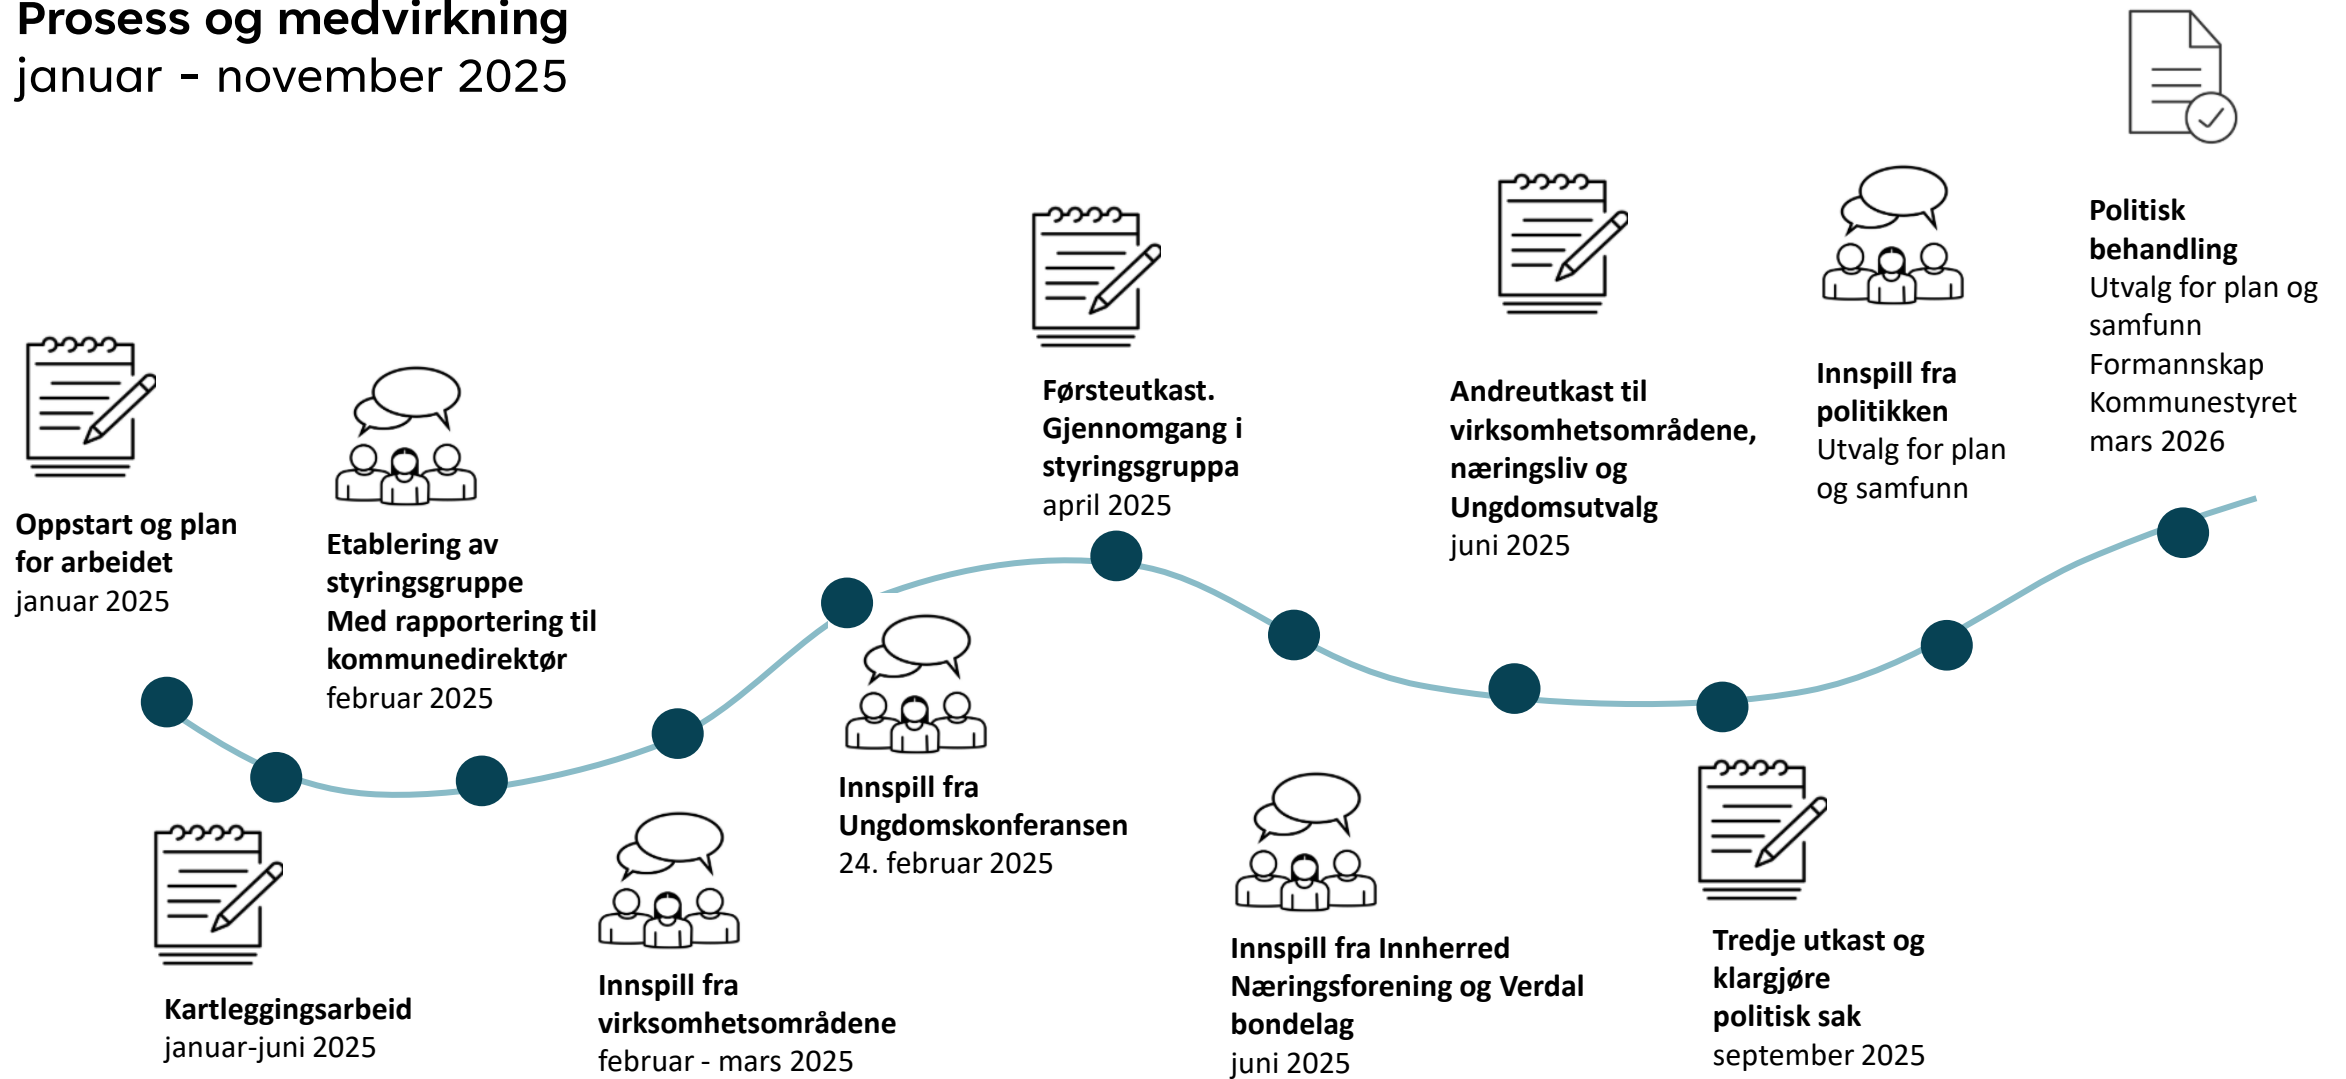 Prosess og medvirkning
januar - november 2025
Oppstart og plan
for arbeidet
januar 2025
Kartleggingsarbeid
januar-juni 2025
Etablering av
styringsgruppe
Med rapportering til
kommunedirektør
februar 2025
Innspill fra
virksomhetsområdene
februar - mars 2025
Innspill fra
Ungdomskonferansen
24. februar 2025
Førsteutkast.
Gjennomgang i
styringsgruppa
april 2025
Innspill fra Innherred
Næringsforening og Verdal
bondelag
juni 2025
Andreutkast til
virksomhetsområdene,
næringsliv og
Ungdomsutvalg
juni 2025
Tredje utkast og
klargjøre
politisk sak
september 2025
Innspill fra
politikken
Utvalg for plan
og samfunn
Politisk
behandling
Utvalg for plan og
samfunn
Formannskap
Kommunestyret
mars 2026